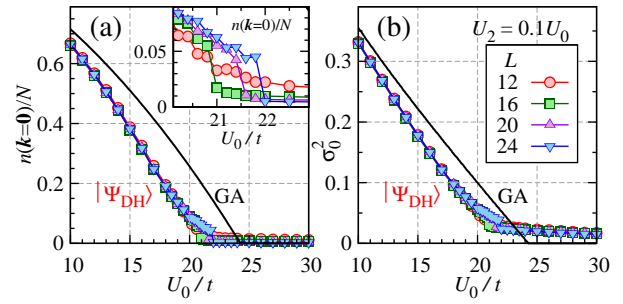 (a)
n(k=0)/N
0.05
0
21
22
U₀/t
n(k=0)/N
0.6
0.4
0.2
0
|Ψ_DH⟩
GA
10
15
20
25
30
U₀/t
(b)
U₂ = 0.1U₀
L
12
16
20
24
σ₀²
0.3
0.2
0.1
0
|Ψ_DH⟩
GA
10
15
20
25
30
U₀/t